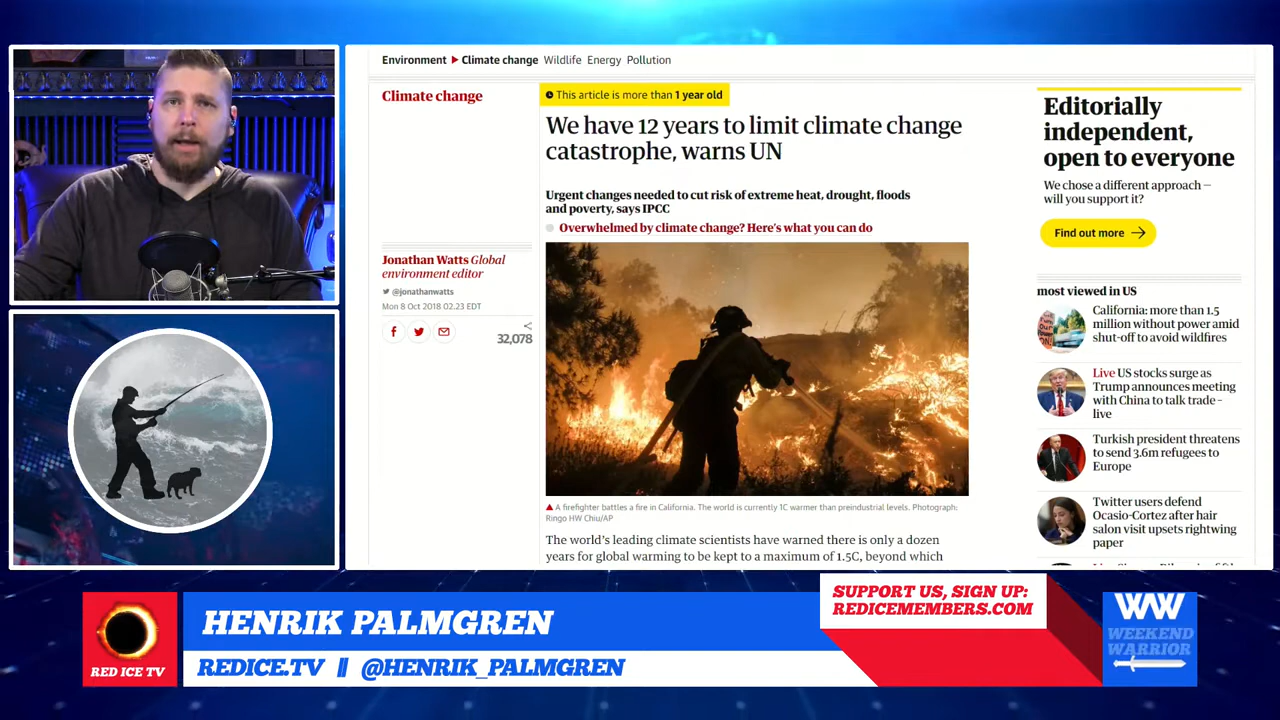 Environment Climate change Wildlife Energy Pollution
Climate change
This article is more than 1 year old
We have 12 years to limit climate change
catastrophe, warns UN
Urgent changes needed to cut risk of extreme heat, drought, floods
and poverty, says IPCC
Overwhelmed by climate change? Here's what you can do
Jonathan Watts Global
environment editor
@jonathanwatts
Mon 8 Oct 2018 02.23 EDT
32,078
A firefighter battles a fire in California. The world is currently 1C warmer than preindustrial levels. Photograph:
Ringo HW Chiu/AP
The world's leading climate scientists have warned there is only a dozen
years for global warming to be kept to a maximum of 1.5C, beyond which
Editorially
independent,
open to everyone
We chose a different approach —
will you support it?
Find out more
most viewed in US
California: more than 1.5
million without power amid
shut-off to avoid wildfires
Live US stocks surge as
Trump announces meeting
with China to talk trade –
live
Turkish president threatens
to send 3.6m refugees to
Europe
Twitter users defend
Ocasio-Cortez after hair
salon visit upsets rightwing
paper
SUPPORT US, SIGN UP:
REDICEMEMBERS.COM
HENRIK PALMGREN
REDICE.TV || @HENRIK_PALMGREN
RED ICE TV
WW
WEEKEND
WARRIOR